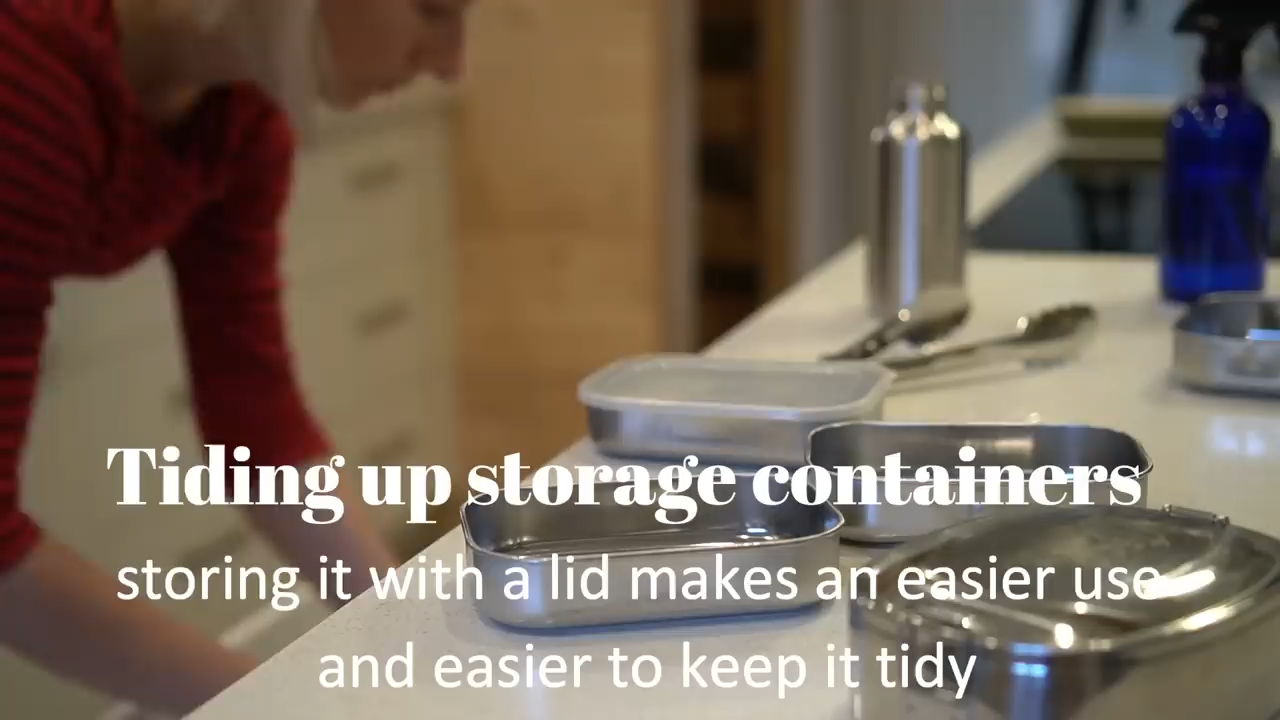 Tiding up storage containers
storing it with a lid makes an easier use
and easier to keep it tidy